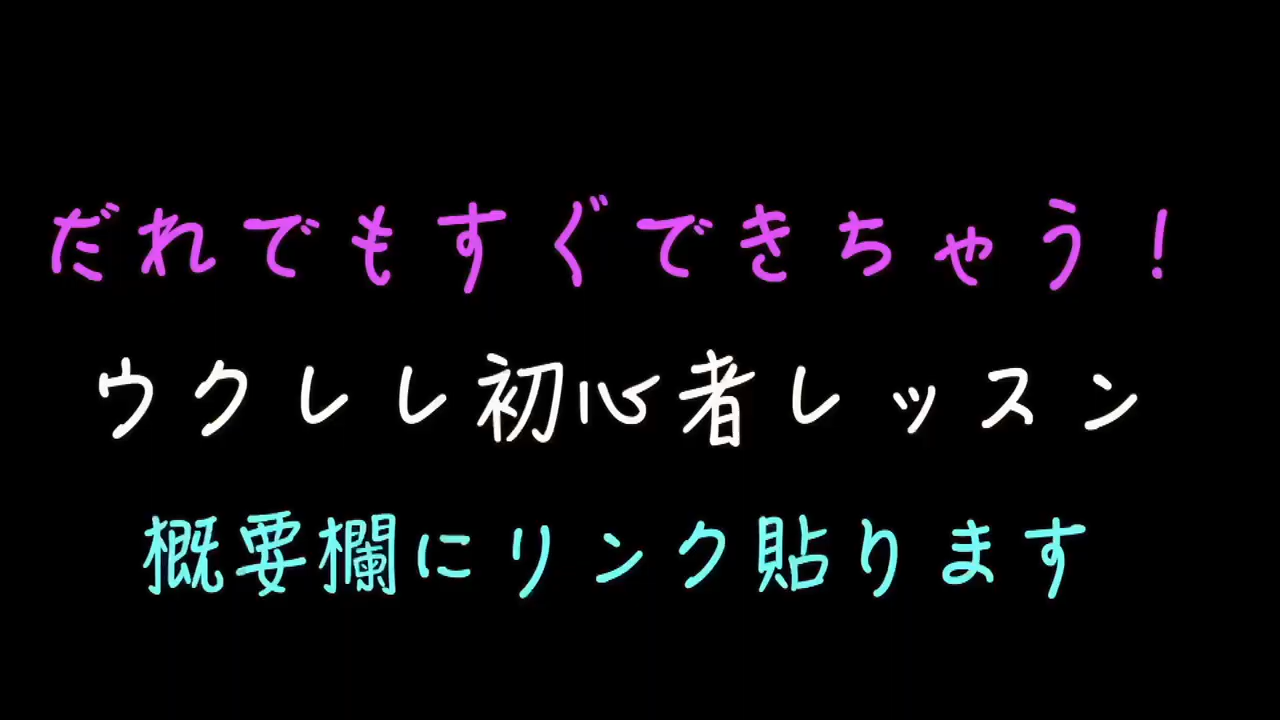 だれでもすぐできちゃう！
ウクレレ初心者レッスン
概要欄にリンク貼ります